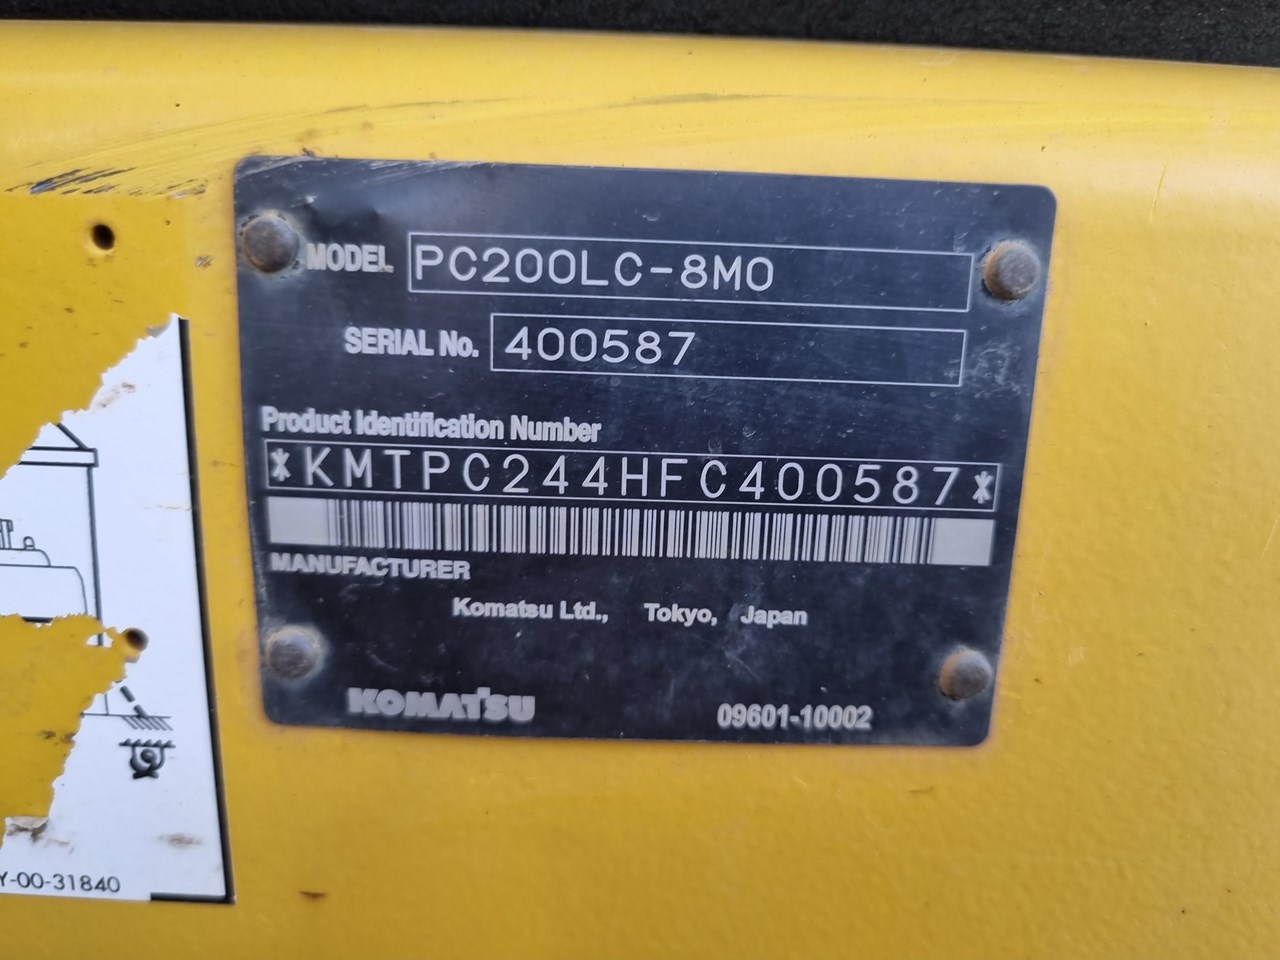 MODEL PC200LC-8M0
SERIAL No. 400587
Product Identification Number
*KMTPC244HFC400587*
MANUFACTURER
Komatsu Ltd., Tokyo, Japan
KOMATSU 09601-10002
Y-00-31840